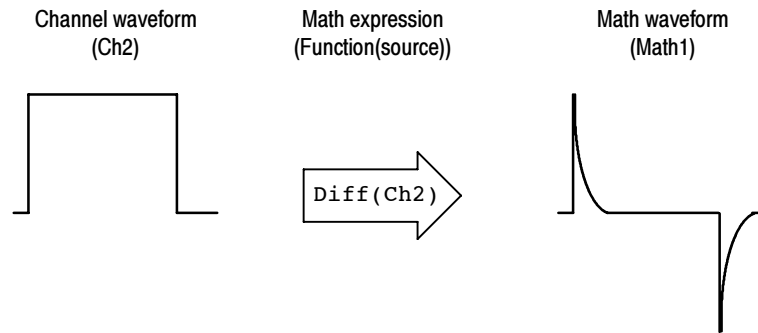 Channel waveform
(Ch2)
Math expression
(Function(source))
Math waveform
(Math1)
Diff(Ch2)